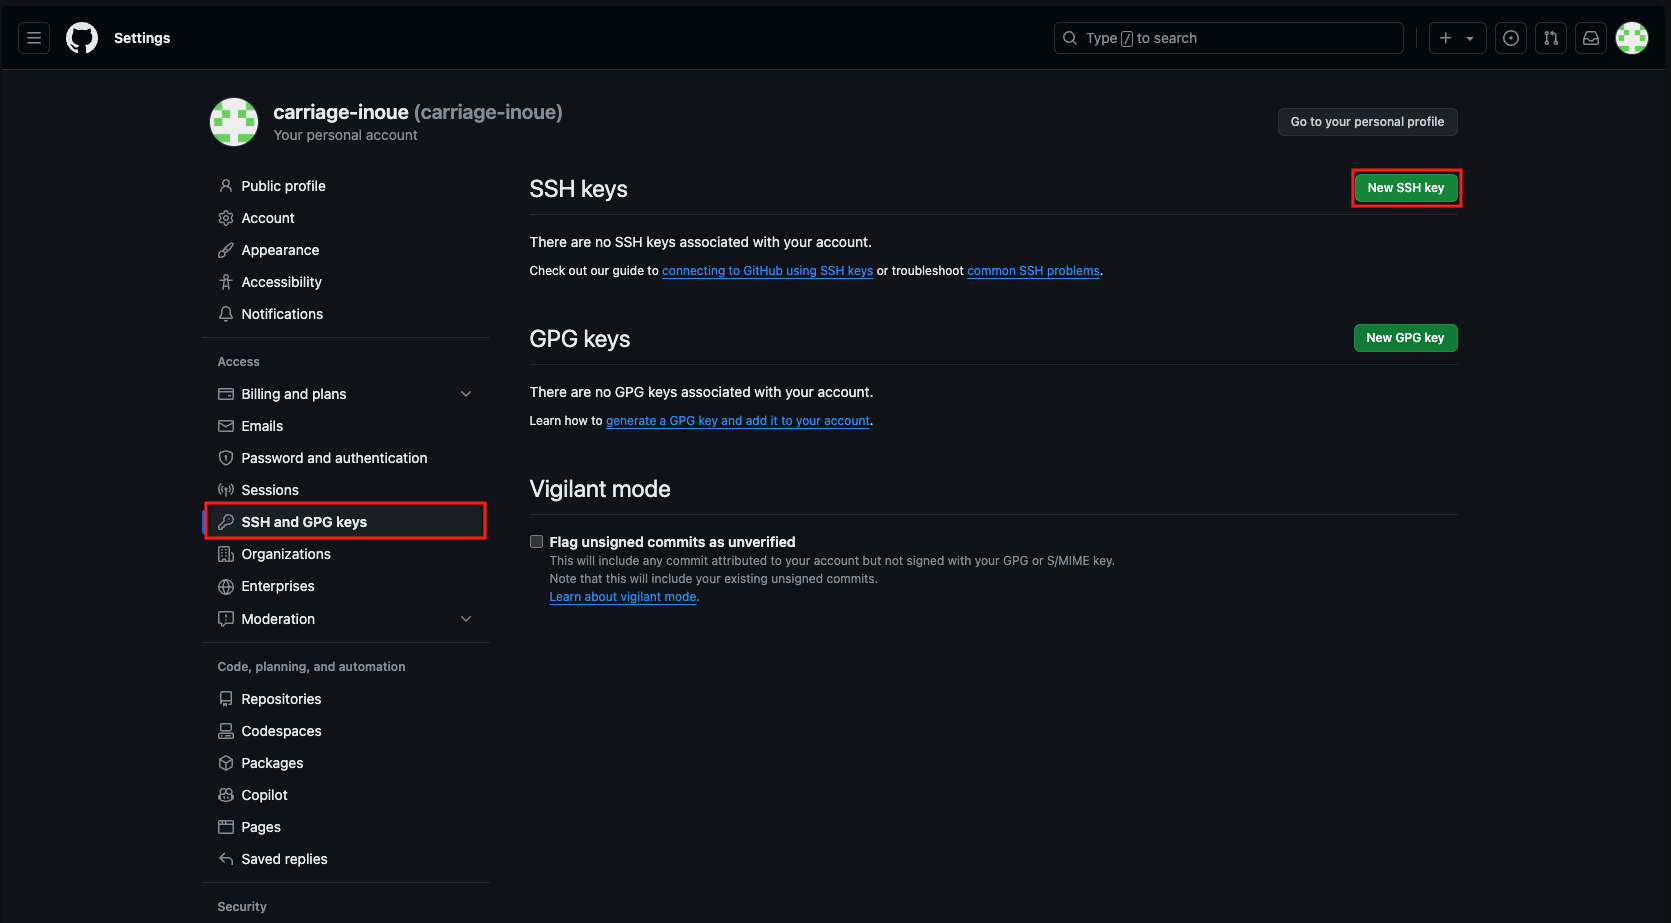 Settings
Type / to search
carriage-inoue (carriage-inoue)
Your personal account
Go to your personal profile
Public profile
Account
Appearance
Accessibility
Notifications
Access
Billing and plans
Emails
Password and authentication
Sessions
SSH and GPG keys
Organizations
Enterprises
Moderation
Code, planning, and automation
Repositories
Codespaces
Packages
Copilot
Pages
Saved replies
Security
SSH keys
New SSH key
There are no SSH keys associated with your account.
Check out our guide to connecting to GitHub using SSH keys or troubleshoot common SSH problems.
GPG keys
New GPG key
There are no GPG keys associated with your account.
Learn how to generate a GPG key and add it to your account.
Vigilant mode
Flag unsigned commits as unverified
This will include any commit attributed to your account but not signed with your GPG or S/MIME key.
Note that this will include your existing unsigned commits.
Learn about vigilant mode.